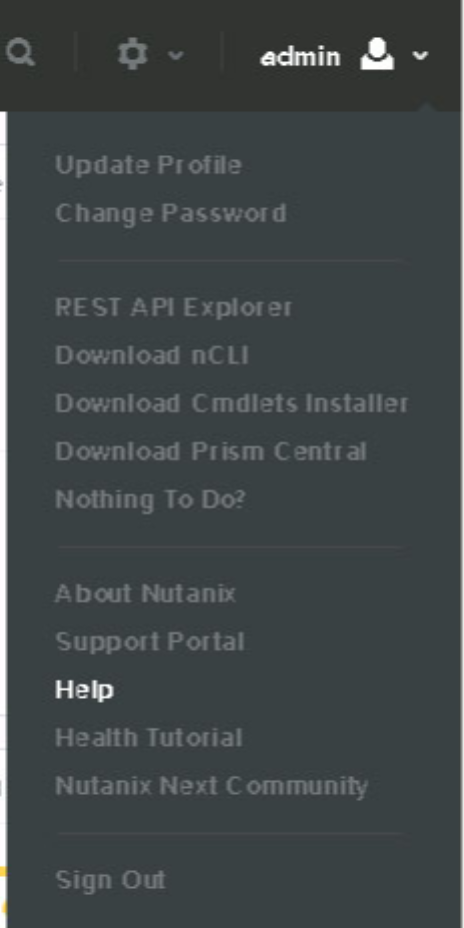 admin
Update Profile
Change Password
REST API Explorer
Download nCLI
Download Cmdlets Installer
Download Prism Central
Nothing To Do?
About Nutanix
Support Portal
Help
Health Tutorial
Nutanix Next Community
Sign Out